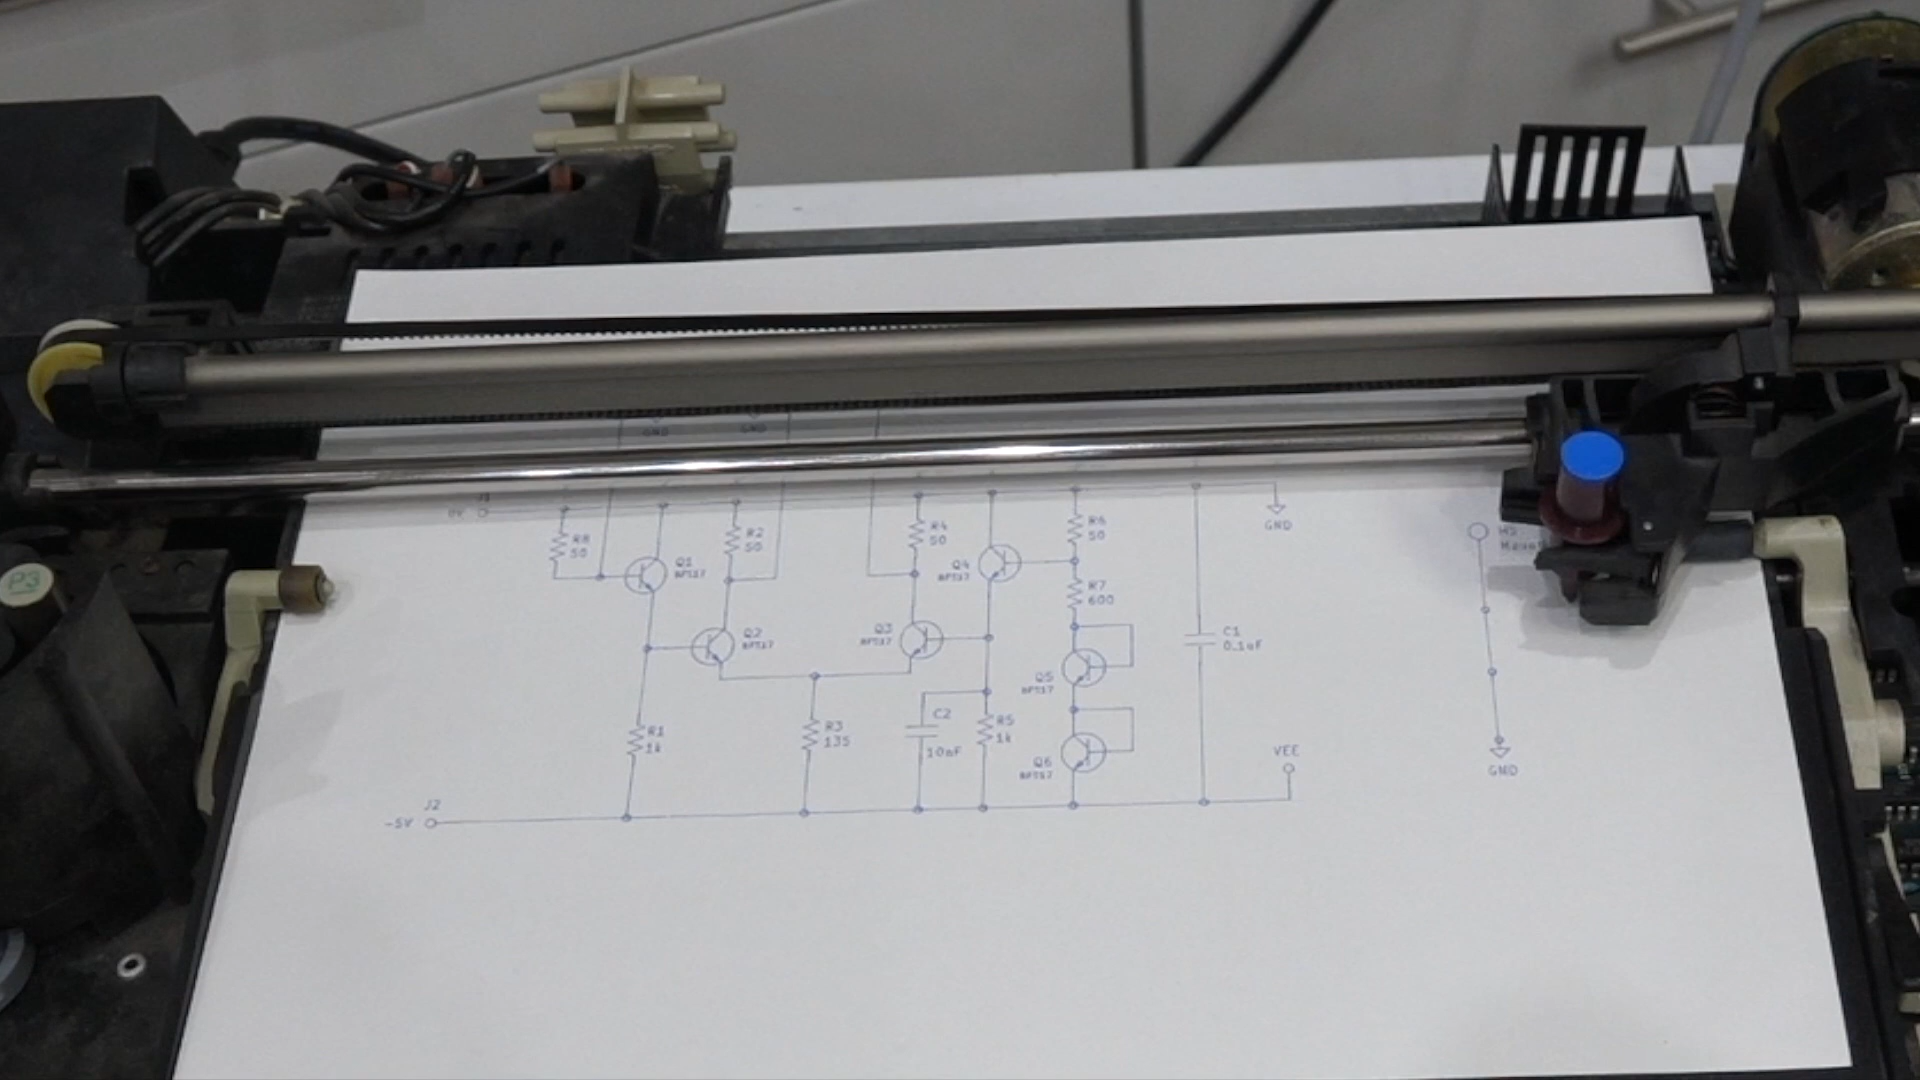 GND
GND
0V
R8
50
R2
50
R4
50
R6
50
GND
Q1
BFT17
Q4
BFT17
R7
600
Q2
BFT17
Q3
BFT17
C1
0.1uF
Q5
BFT17
R1
1k
R3
135
C2
10nF
R5
1k
Q6
BFT17
VEE
GND
J2
-5V
P3